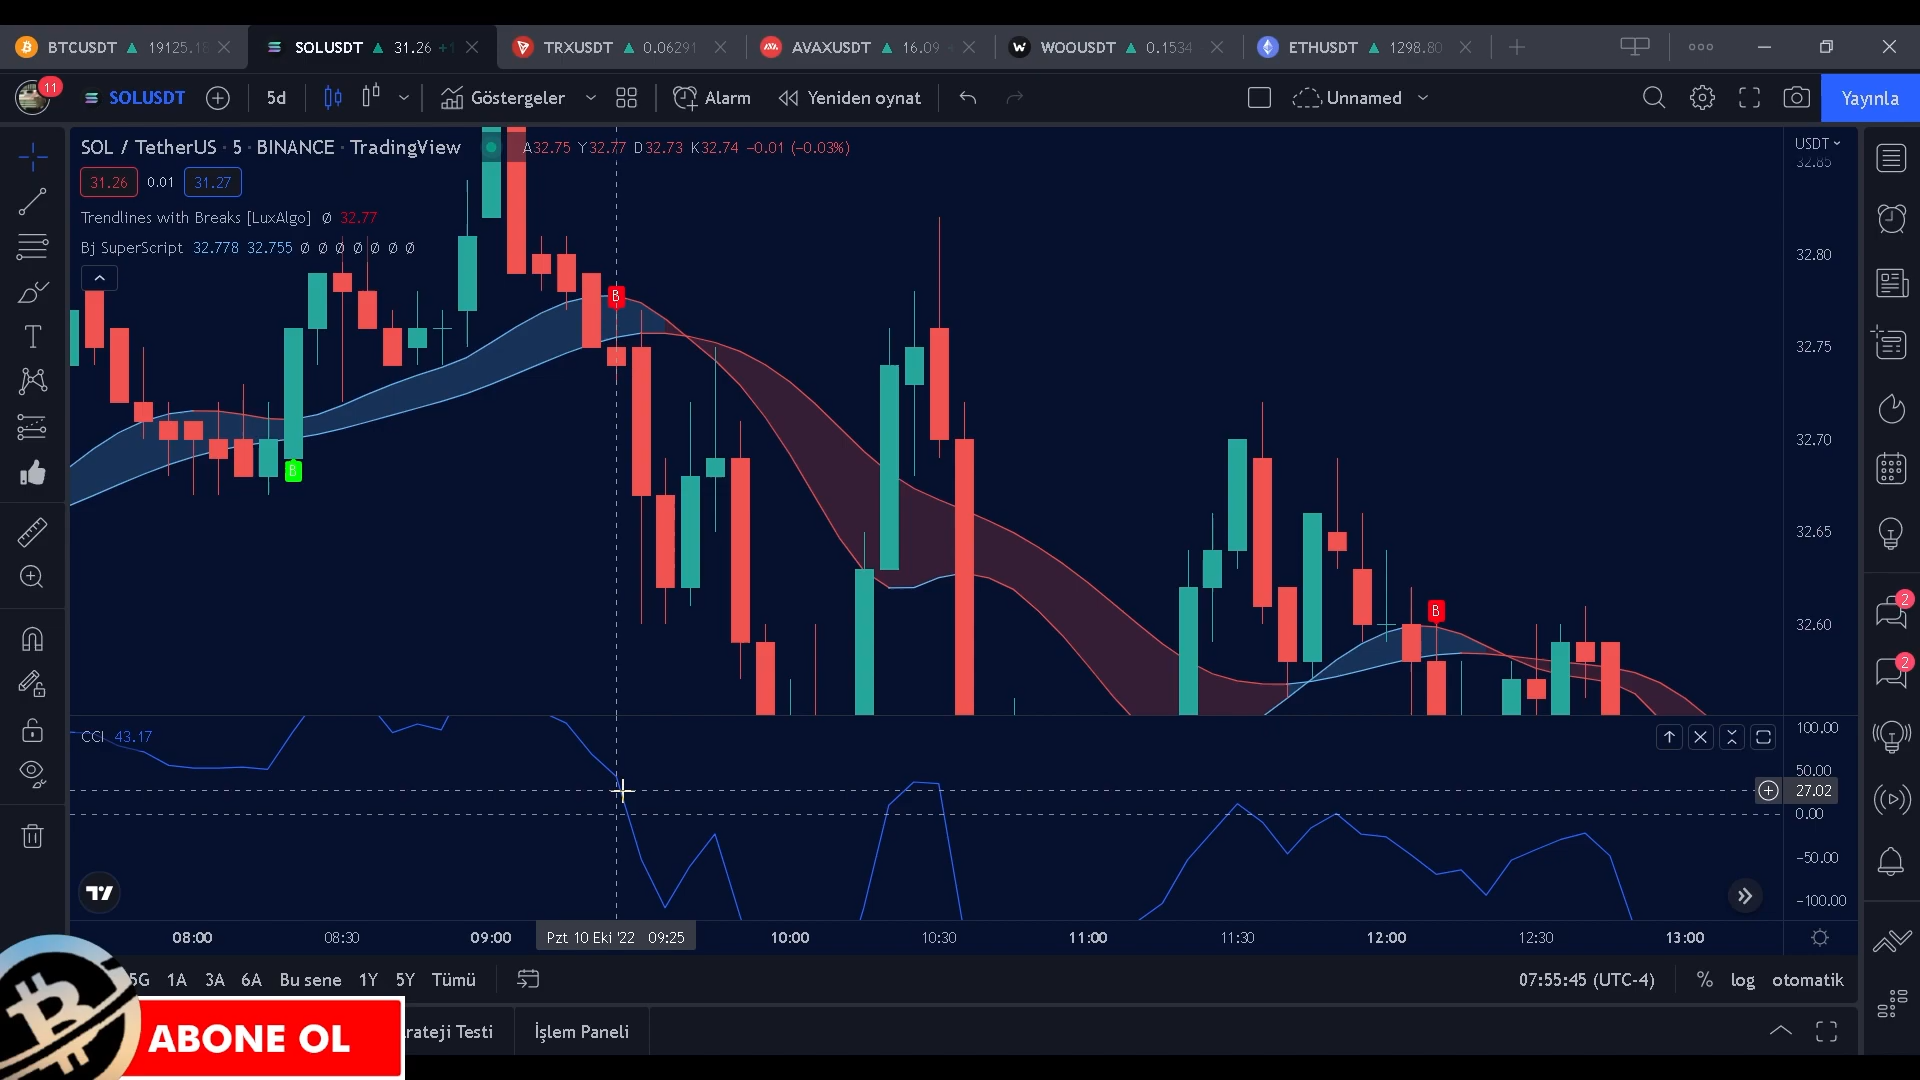 BTCUSDT ▲ 19125.18
SOLUSDT ▲ 31.26 +1
TRXUSDT ▲ 0.06291
AVAXUSDT ▲ 16.09
WOOUSDT ▲ 0.1534
ETHUSDT ▲ 1298.80
11 SOLUSDT 5d Göstergeler Alarm Yeniden oynat Unnamed Yayınla
SOL / TetherUS · 5 · BINANCE · TradingView A32.75 Y32.77 D32.73 K32.74 −0.01 (−0.03%)
31.26 0.01 31.27
Trendlines with Breaks [LuxAlgo] Ø 32.77
Bj SuperScript 32.778 32.755 Ø Ø Ø Ø Ø Ø Ø
USDT
32.85
32.80
32.75
32.70
32.65
32.60
B
B
B
CCI 43.17
100.00
50.00
27.02
0.00
−50.00
−100.00
2
2
08:00 08:30 09:00 Pzt 10 Eki '22 09:25 10:00 10:30 11:00 11:30 12:00 12:30 13:00
5G 1A 3A 6A Bu sene 1Y 5Y Tümü 07:55:45 (UTC-4) % log otomatik
ABONE OL
rateji Testi İşlem Paneli